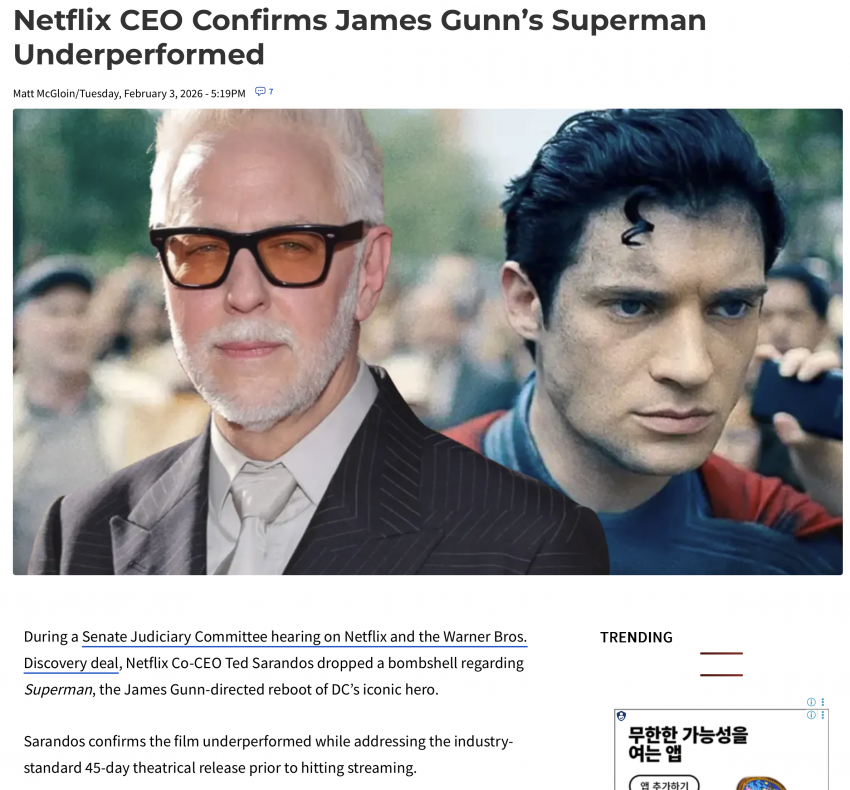 Netflix CEO Confirms James Gunn’s Superman
Underperformed
Matt McGloin/Tuesday, February 3, 2026 - 5:19PM 7
During a Senate Judiciary Committee hearing on Netflix and the Warner Bros.
Discovery deal, Netflix Co-CEO Ted Sarandos dropped a bombshell regarding
Superman, the James Gunn-directed reboot of DC’s iconic hero.
Sarandos confirms the film underperformed while addressing the industry-
standard 45-day theatrical release prior to hitting streaming.
TRENDING
무한한 가능성을
여는 앱
앱 추가하기